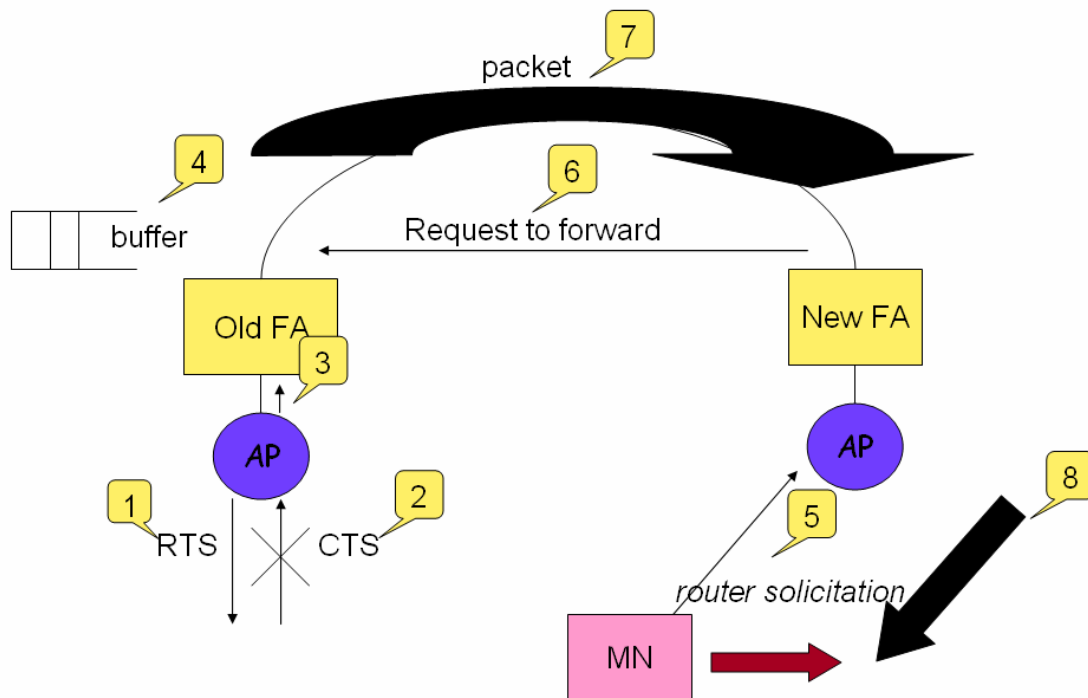 7
packet
4
6
buffer
Request to forward
Old FA
New FA
3
AP
AP
1
2
8
RTS
CTS
5
router solicitation
MN